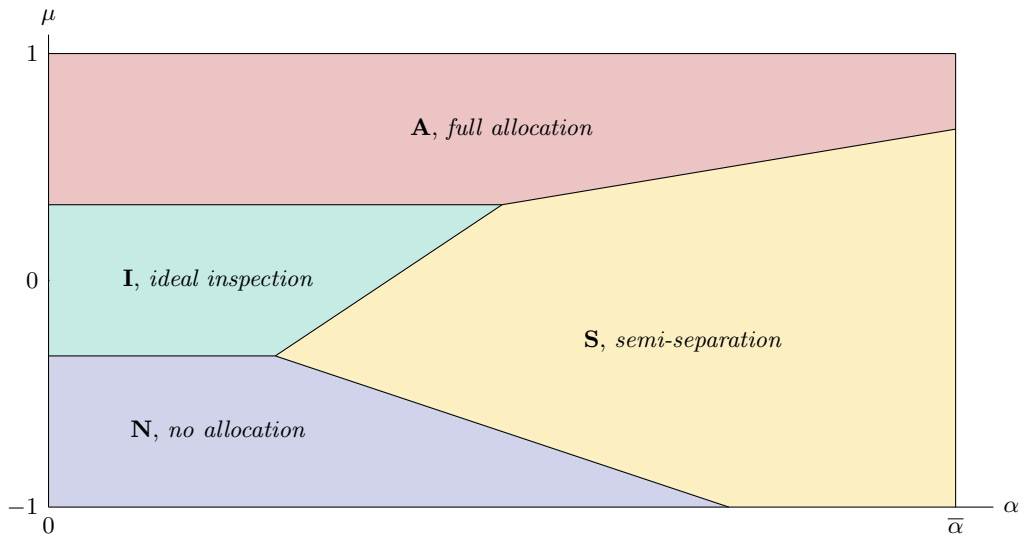 μ
1
A, full allocation
0
I, ideal inspection
S, semi-separation
N, no allocation
−1
0
α̅
α